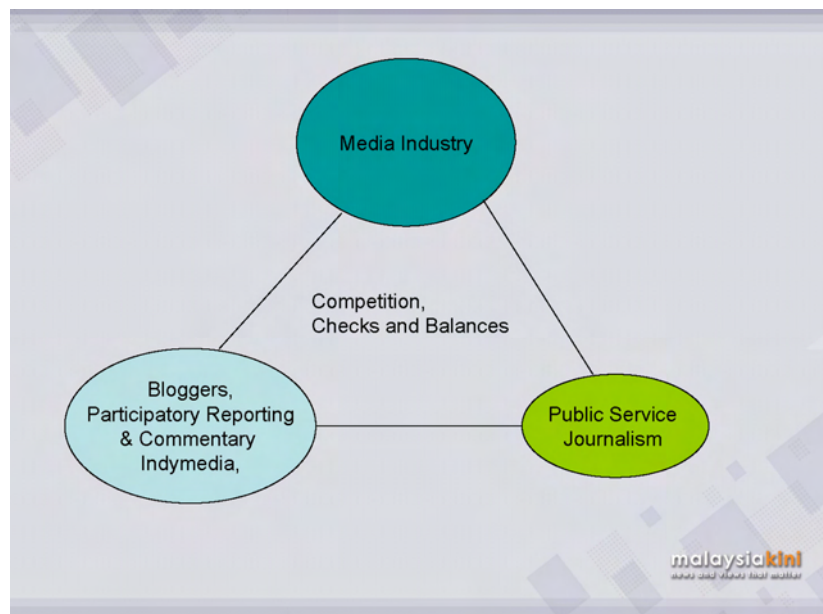 Media Industry
Competition,
Checks and Balances
Bloggers,
Participatory Reporting
& Commentary
Indymedia,
Public Service
Journalism
malaysiakini
news and views that matter